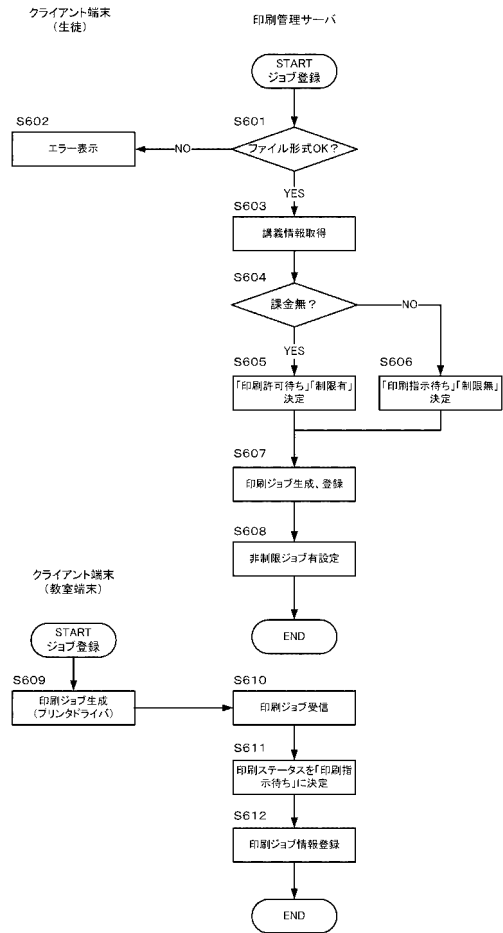 クライアント端末
（生徒）
印刷管理サーバ
START
ジョブ登録
S601
ファイル形式OK？
NO
S602
エラー表示
YES
S603
講義情報取得
S604
課金無？
NO
YES
S605
「印刷許可待ち」「制限有」
決定
S606
「印刷指示待ち」「制限無」
決定
S607
印刷ジョブ生成、登録
S608
非制限ジョブ有設定
END
クライアント端末
（教室端末）
START
ジョブ登録
S609
印刷ジョブ生成
（プリンタドライバ）
S610
印刷ジョブ受信
S611
印刷ステータスを「印刷指
示待ち」に決定
S612
印刷ジョブ情報登録
END